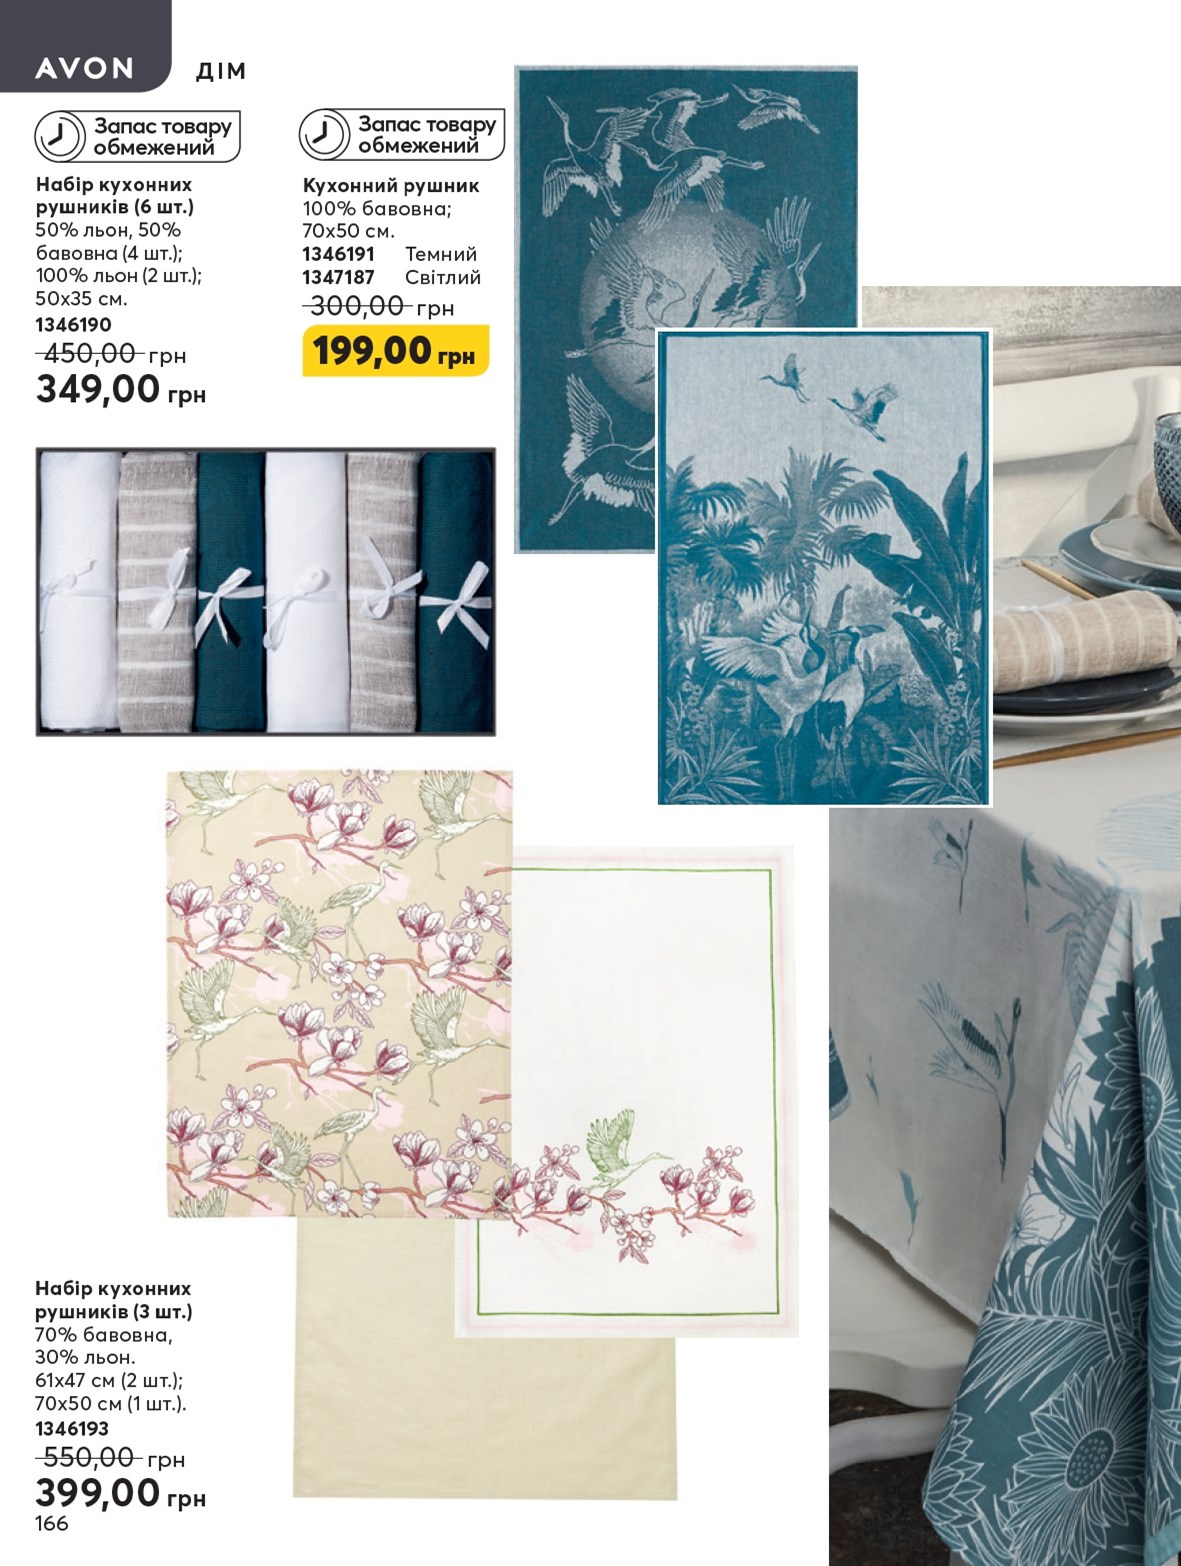 AVON
ДІМ
Запас товару
обмежений
Набір кухонних
рушників (6 шт.)
50% льон, 50%
бавовна (4 шт.);
100% льон (2 шт.);
50x35 см.
1346190
450,00 грн
349,00 грн
Запас товару
обмежений
Кухонний рушник
100% бавовна;
70x50 см.
1346191 Темний
1347187 Світлий
300,00 грн
199,00 грн
Набір кухонних
рушників (3 шт.)
70% бавовна,
30% льон.
61x47 см (2 шт.);
70x50 см (1 шт.).
1346193
550,00 грн
399,00 грн
166